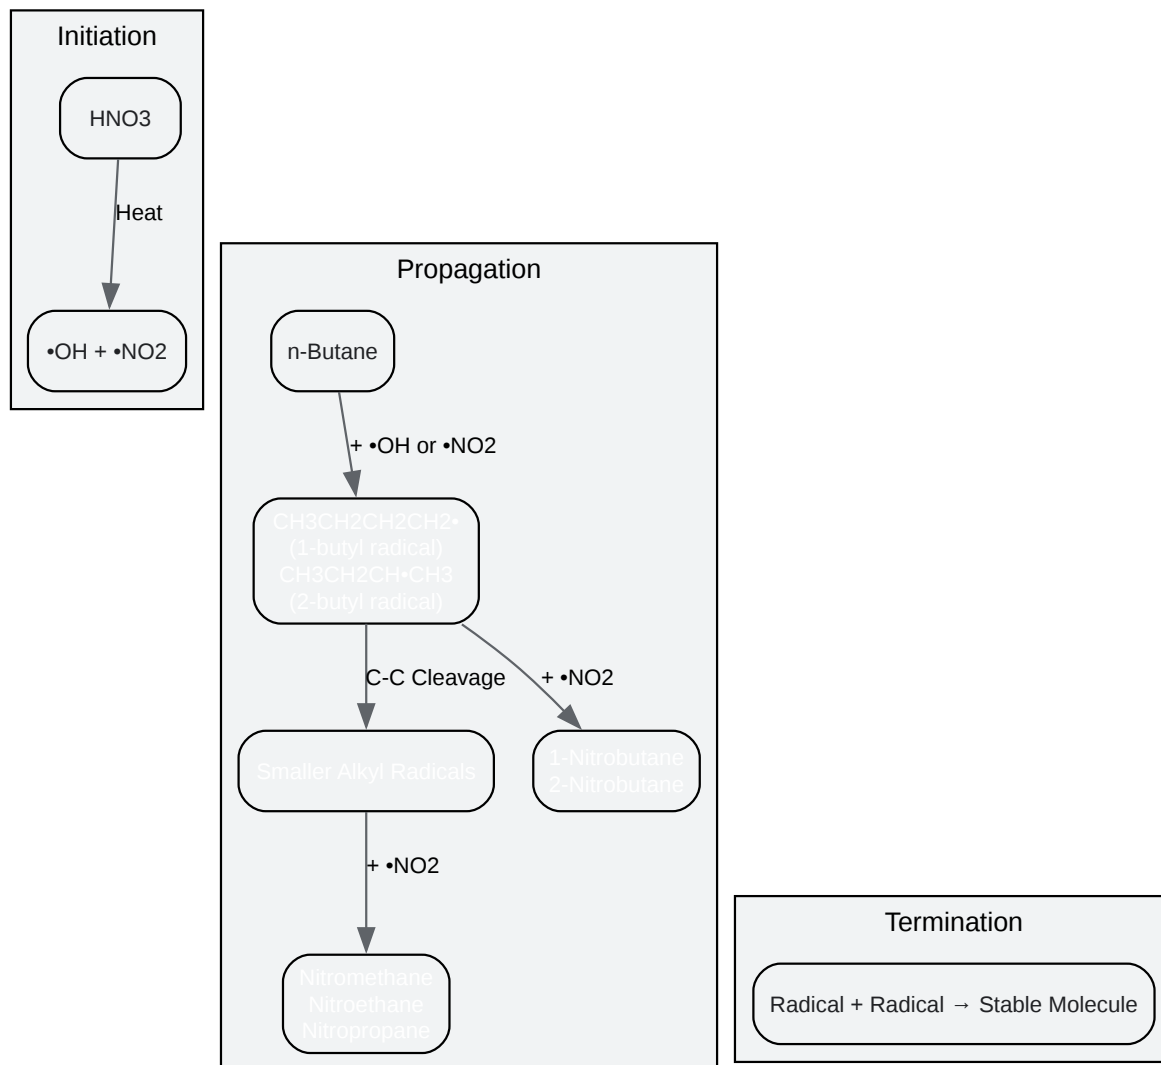 Initiation
HNO3
Heat
•OH + •NO2
Propagation
n-Butane
+ •OH or •NO2
CH3CH2CH2CH2•
(1-butyl radical)
CH3CH2CH•CH3
(2-butyl radical)
C-C Cleavage
+ •NO2
Smaller Alkyl Radicals
1-Nitrobutane
2-Nitrobutane
+ •NO2
Nitromethane
Nitroethane
Nitropropane
Termination
Radical + Radical → Stable Molecule